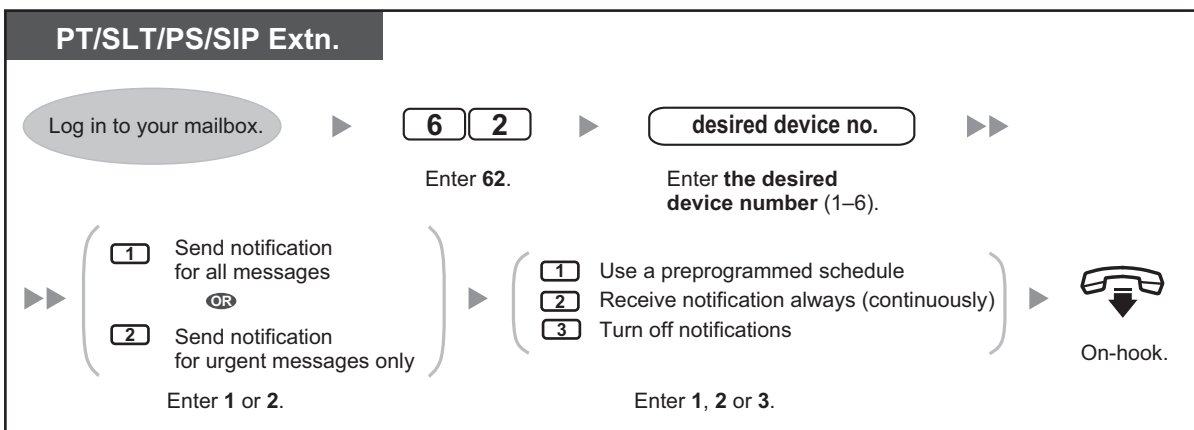 PT/SLT/PS/SIP Extn.
Log in to your mailbox.
6 2
desired device no.
Enter 62.
Enter the desired
device number (1–6).
1 Send notification
for all messages
OR
2 Send notification
for urgent messages only
Enter 1 or 2.
1 Use a preprogrammed schedule
2 Receive notification always (continuously)
3 Turn off notifications
Enter 1, 2 or 3.
On-hook.